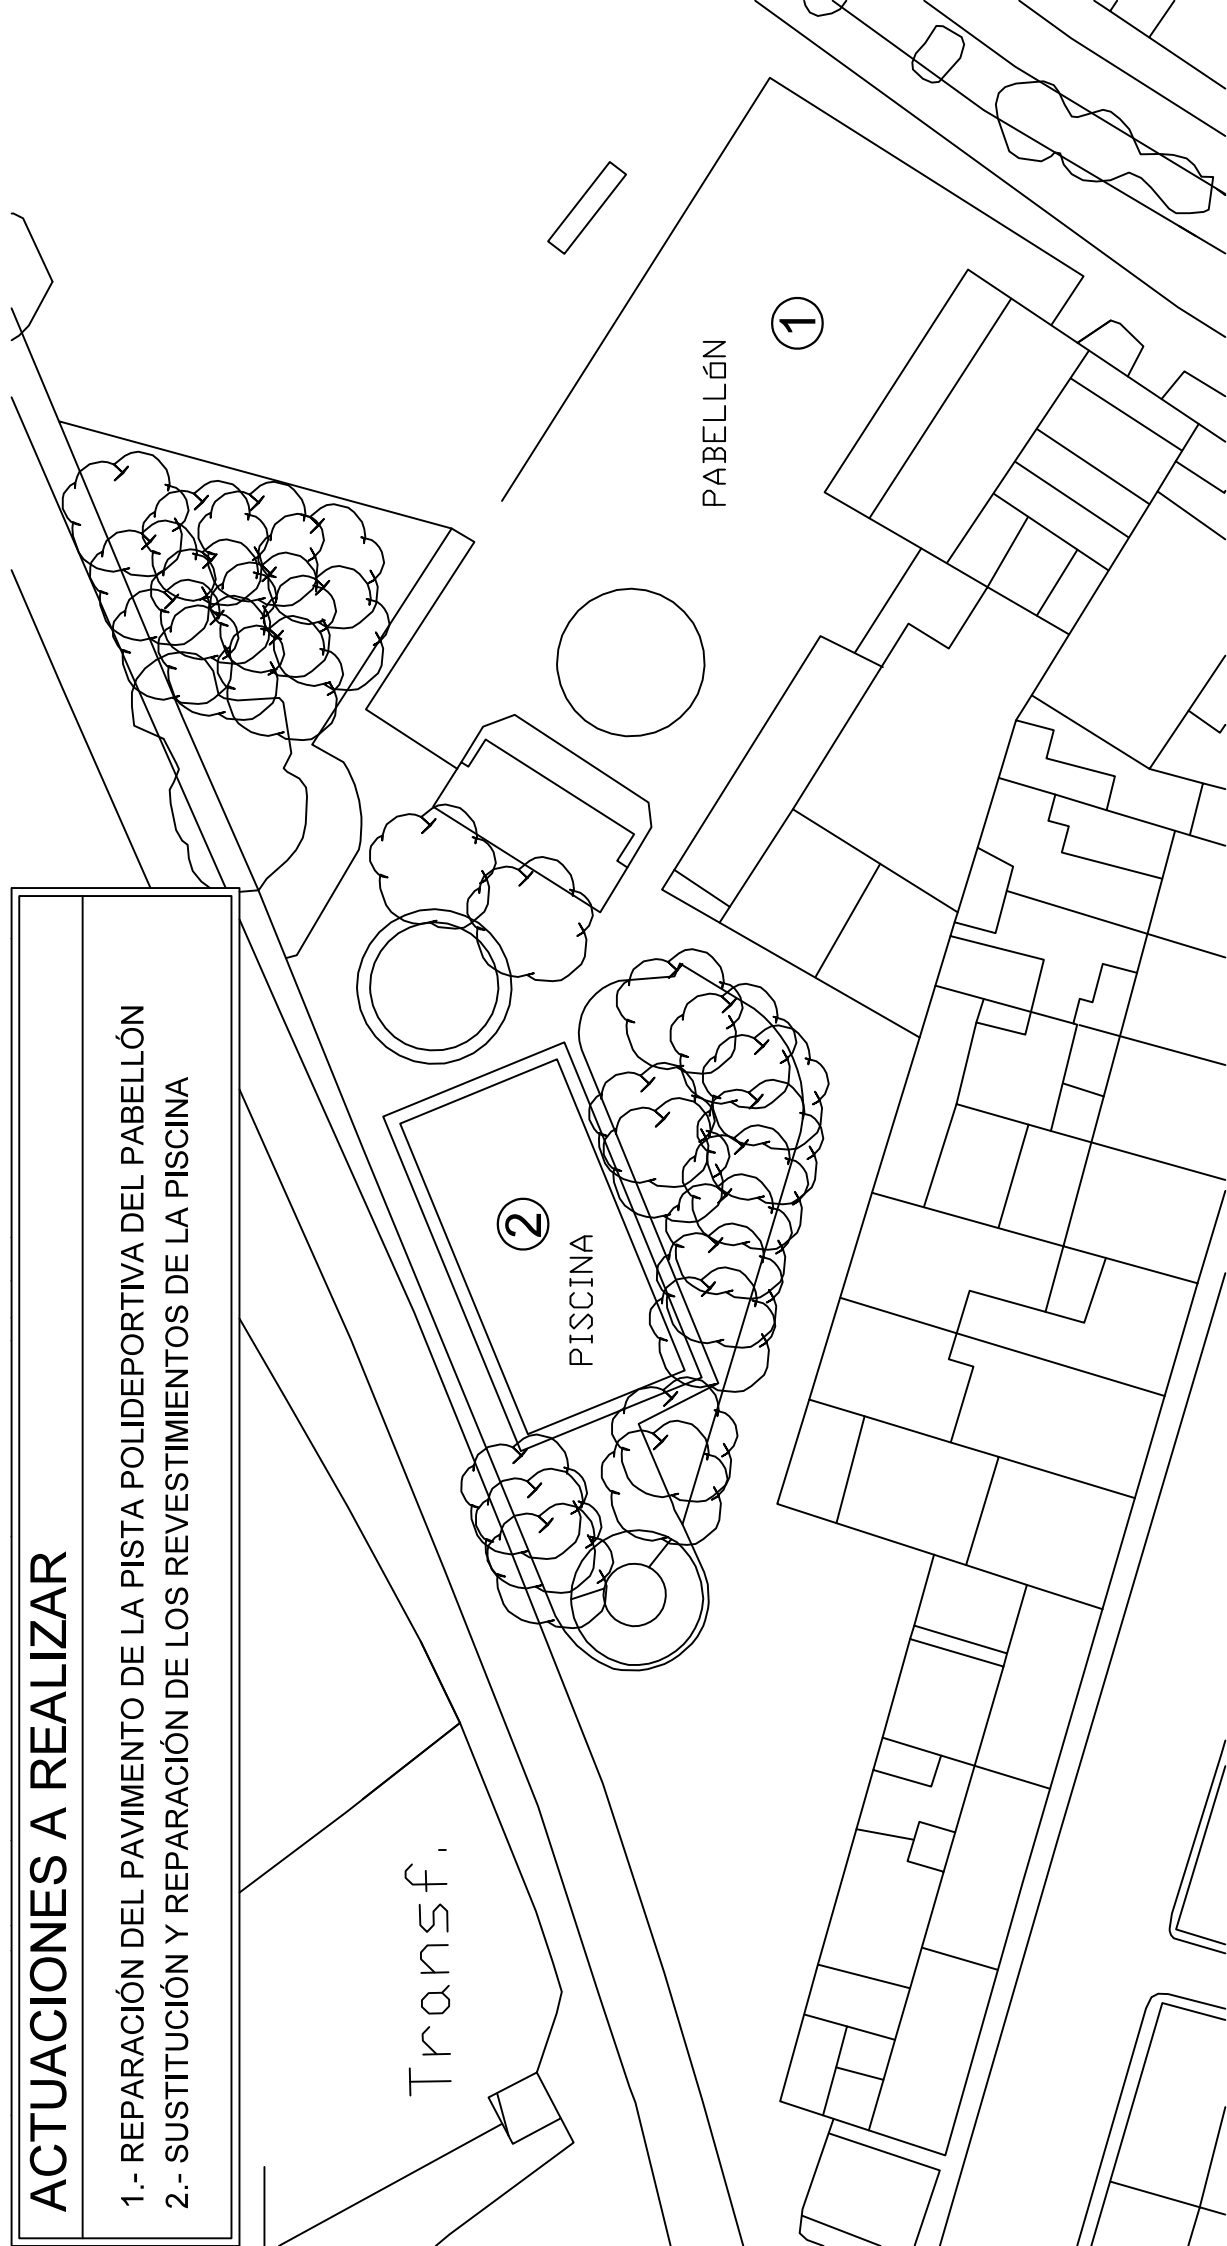 ACTUACIONES A REALIZAR
1.- REPARACIÓN DEL PAVIMENTO DE LA PISTA POLIDEPORTIVA DEL PABELLÓN
2.- SUSTITUCIÓN Y REPARACIÓN DE LOS REVESTIMIENTOS DE LA PISCINA
Transf.
2
PISCINA
PABELLÓN
1